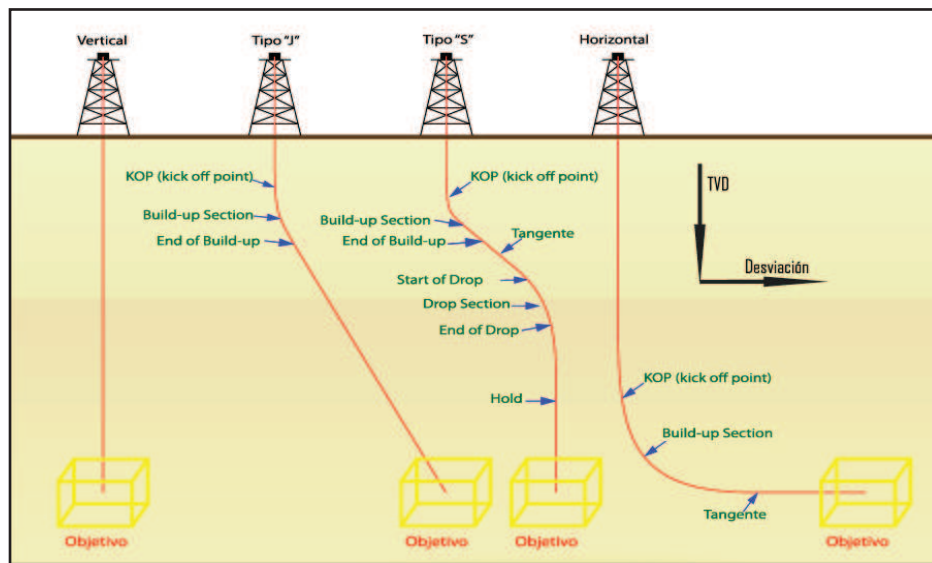 Vertical
Tipo"J"
Tipo"S"
Horizontal
KOP (kick off point)
Build-up Section
End of Build-up
KOP (kick off point)
Build-up Section
End of Build-up
Tangente
Start of Drop
Drop Section
End of Drop
Hold
TVD
Desviación
KOP (kick off point)
Build-up Section
Tangente
Objetivo
Objetivo
Objetivo
Objetivo